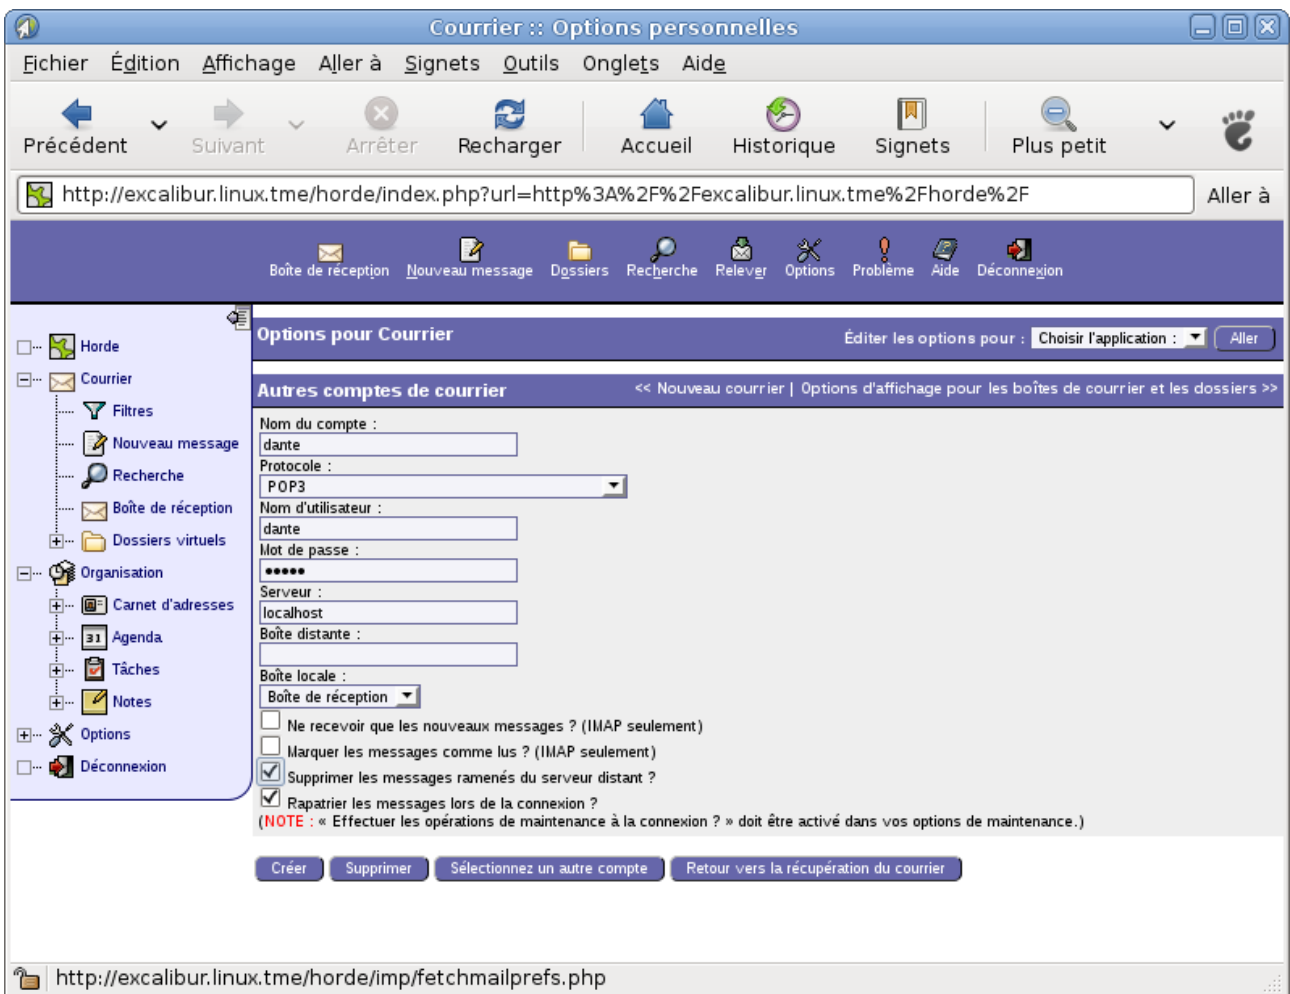 Courrier :: Options personnelles
Fichier Édition Affichage Aller à Signets Outils Onglets Aide
Précédent Suivant Arrêter Recharger Accueil Historique Signets Plus petit
http://excalibur.linux.tme/horde/index.php?url=http%3A%2F%2Fexcalibur.linux.tme%2Fhorde%2F Aller à
Boîte de réception Nouveau message Dossiers Recherche Relever Options Problème Aide Déconnexion
Horde
Courrier
Filtres
Nouveau message
Recherche
Boîte de réception
Dossiers virtuels
Organisation
Carnet d'adresses
31 Agenda
Tâches
Notes
Options
Déconnexion
Options pour Courrier Éditer les options pour : Choisir l'application : Aller
Autres comptes de courrier << Nouveau courrier | Options d'affichage pour les boîtes de courrier et les dossiers >>
Nom du compte :
dante
Protocole :
POP3
Nom d'utilisateur :
dante
Mot de passe :
•••••
Serveur :
localhost
Boîte distante :
Boîte locale :
Boîte de réception
Ne recevoir que les nouveaux messages ? (IMAP seulement)
Marquer les messages comme lus ? (IMAP seulement)
Supprimer les messages ramenés du serveur distant ?
Rapatrier les messages lors de la connexion ?
(NOTE : « Effectuer les opérations de maintenance à la connexion ? » doit être activé dans vos options de maintenance.)
Créer Supprimer Sélectionnez un autre compte Retour vers la récupération du courrier
http://excalibur.linux.tme/horde/imp/fetchmailprefs.php